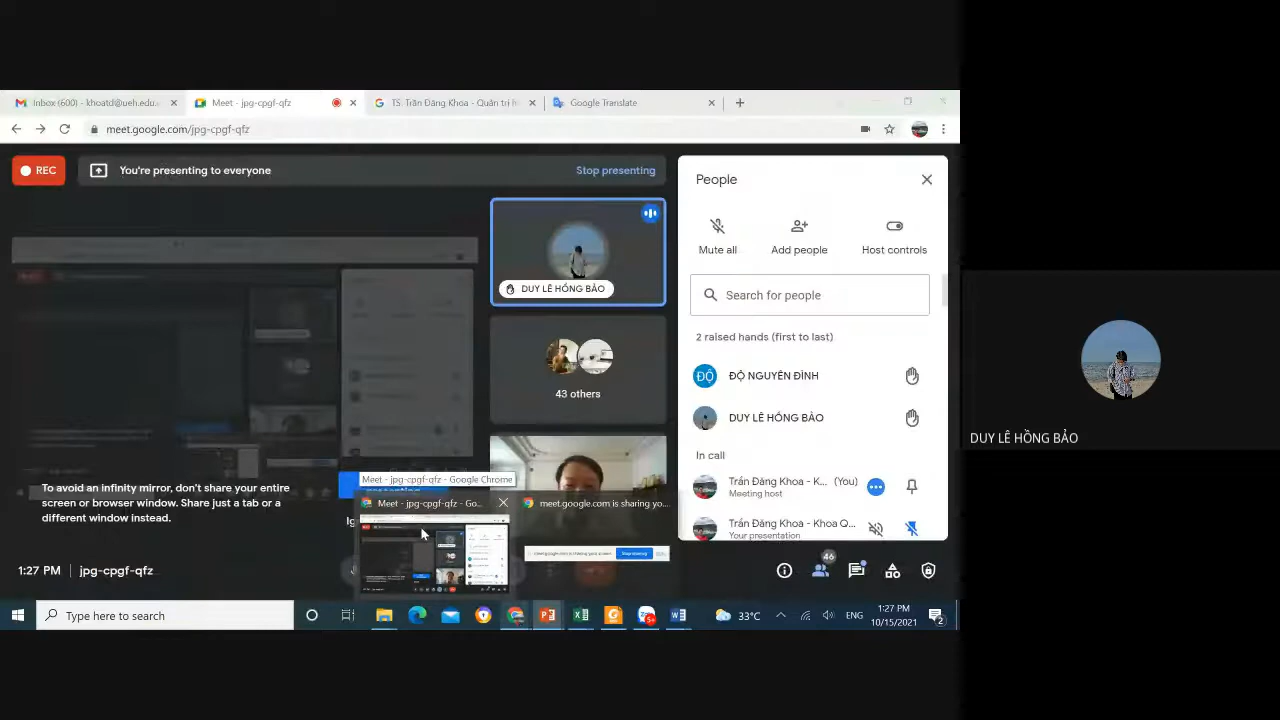 Inbox (600) - khoatd@ueh.edu.
Meet - jpg-cpgf-qfz
TS. Trần Đăng Khoa - Quản trị h
Google Translate
meet.google.com/jpg-cpgf-qfz
REC
You're presenting to everyone
Stop presenting
People
Mute all
Add people
Host controls
Search for people
DUY LÊ HỒNG BẢO
2 raised hands (first to last)
ĐỘ
ĐỘ NGUYỄN ĐÌNH
43 others
DUY LÊ HỒNG BẢO
In call
DUY LÊ HỒNG BẢO
Trần Đăng Khoa - K... (You)
Meeting host
Trần Đăng Khoa - Khoa Q...
Your presentation
To avoid an infinity mirror, don't share your entire
screen or browser window. Share just a tab or a
different window instead.
Meet - jpg-cpgf-qfz - Google Chrome
Meet - jpg-cpgf-qfz - Go...
meet.google.com is sharing yo...
Ig
Stop sharing
1:27 PM
jpg-cpgf-qfz
46
Type here to search
5+
33°C
ENG
1:27 PM
10/15/2021
2